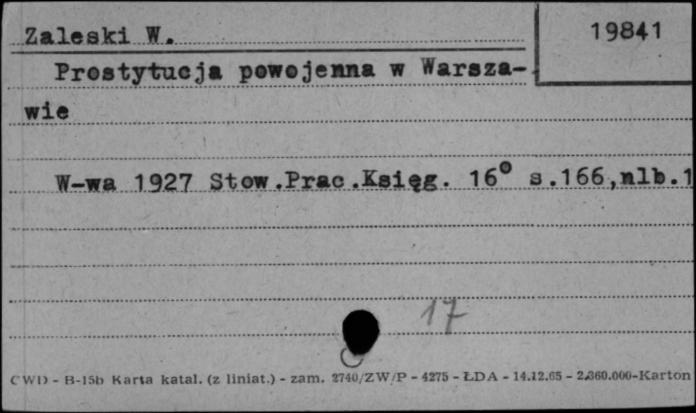 Zaleski W.
19841
Prostytucja powojenna w Warsza-
wie
W-wa 1927 Stow.Prac.Księg. 16° s.166,nlb.1
17
CWD - B-15b Karta katal. (z liniat.) - zam. 2740/ZW/P - 4275 - ŁDA - 14.12.65 - 2.360.000-Karton